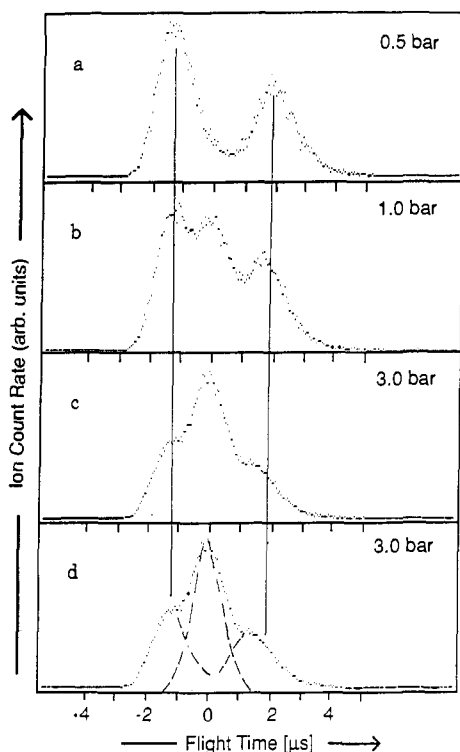 a
0.5 bar
b
1.0 bar
c
3.0 bar
d
3.0 bar
Ion Count Rate (arb. units)
-4 -2 0 2 4
Flight Time [μs]